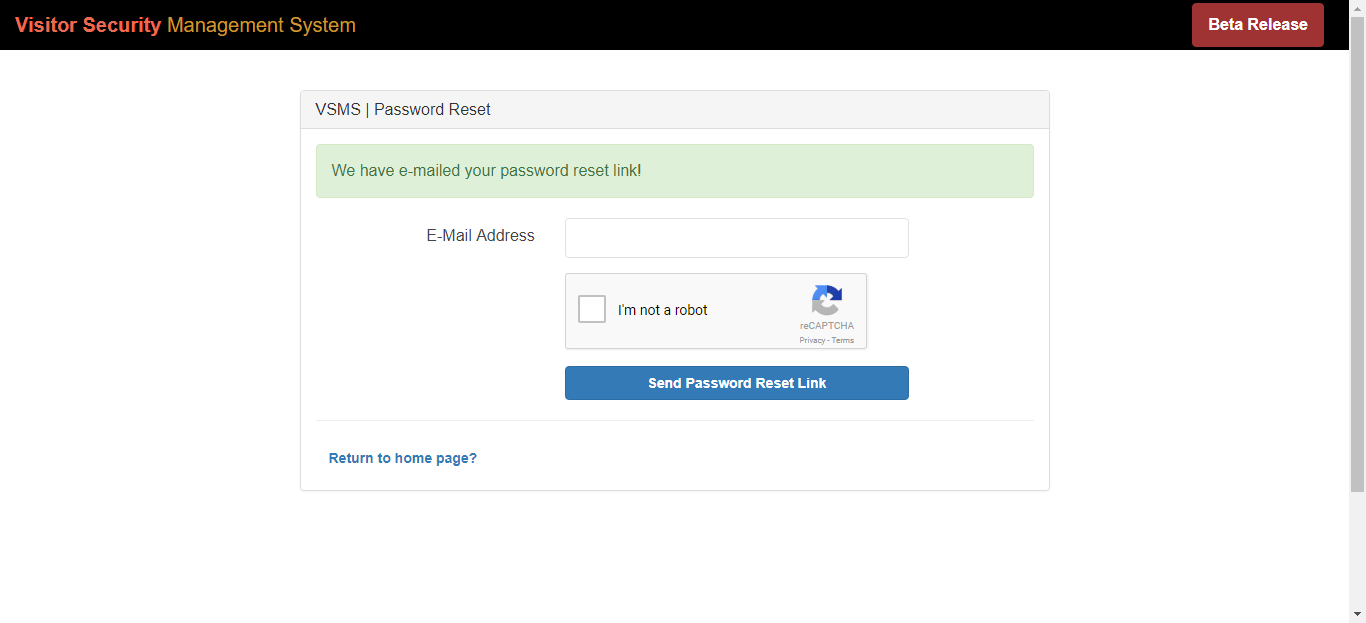 Visitor Security Management System
Beta Release
VSMS | Password Reset
We have e-mailed your password reset link!
E-Mail Address
I'm not a robot
reCAPTCHA
Privacy - Terms
Send Password Reset Link
Return to home page?